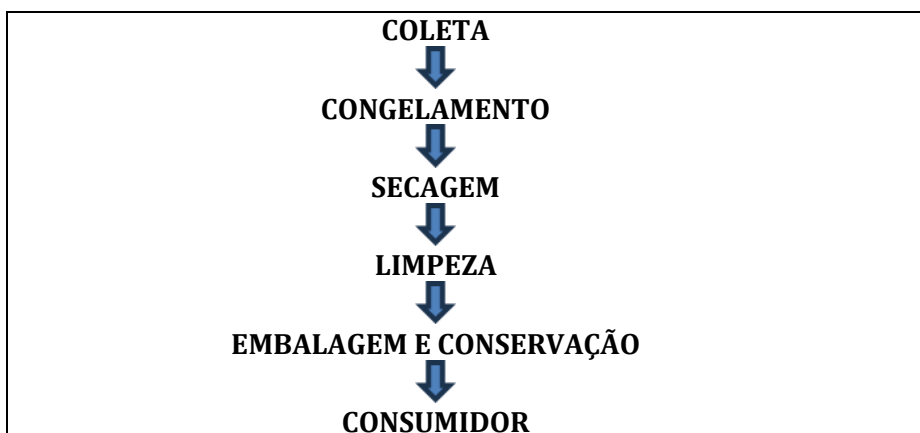 COLETA
CONGELAMENTO
SECAGEM
LIMPEZA
EMBALAGEM E CONSERVAÇÃO
CONSUMIDOR